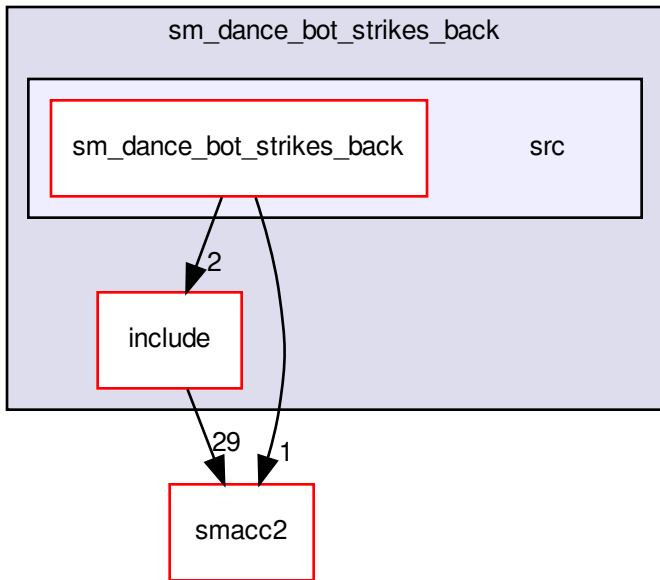 sm_dance_bot_strikes_back
sm_dance_bot_strikes_back
src
2
include
29
1
smacc2